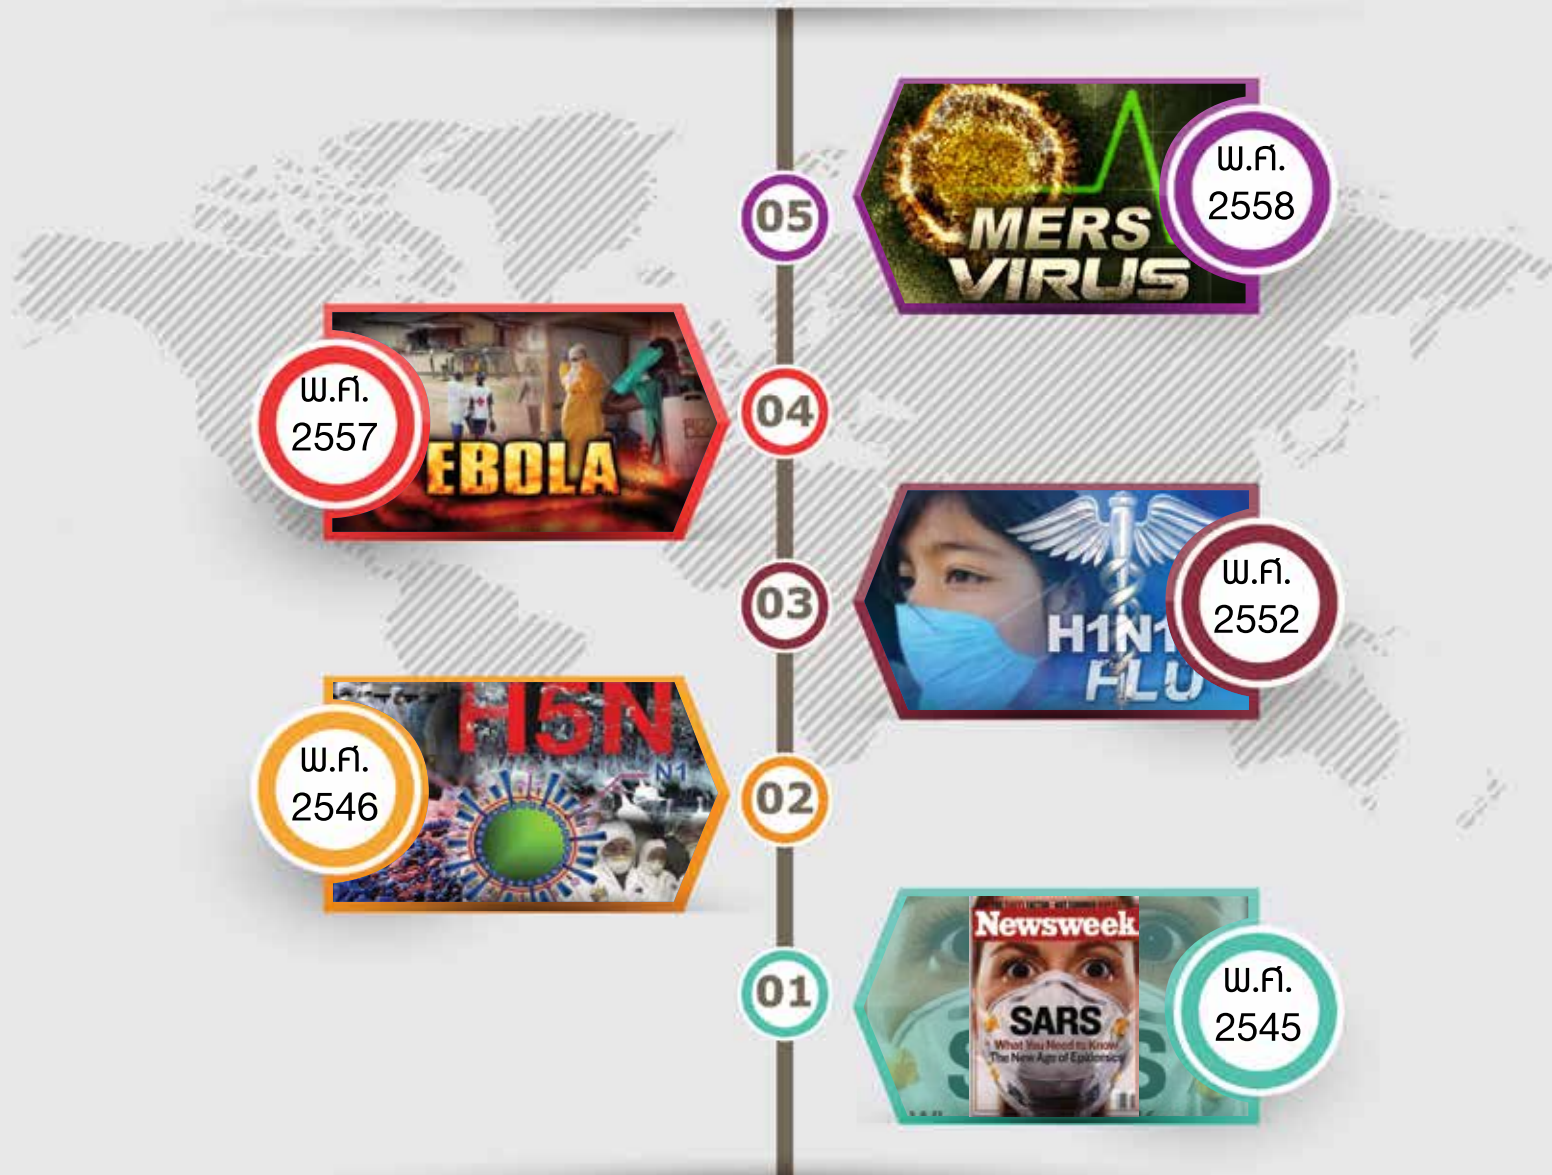 05
MERS
VIRUS
พ.ศ.
2558
พ.ศ.
2557
EBOLA
04
03
H1N1
FLU
พ.ศ.
2552
พ.ศ.
2546
H5N
N1
02
01
Newsweek
SARS
What You Need to Know
The New Age of Epidemics
พ.ศ.
2545